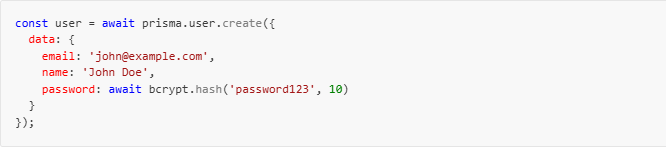 const user = await prisma.user.create({
  data: {
    email: 'john@example.com',
    name: 'John Doe',
    password: await bcrypt.hash('password123', 10)
  }
});